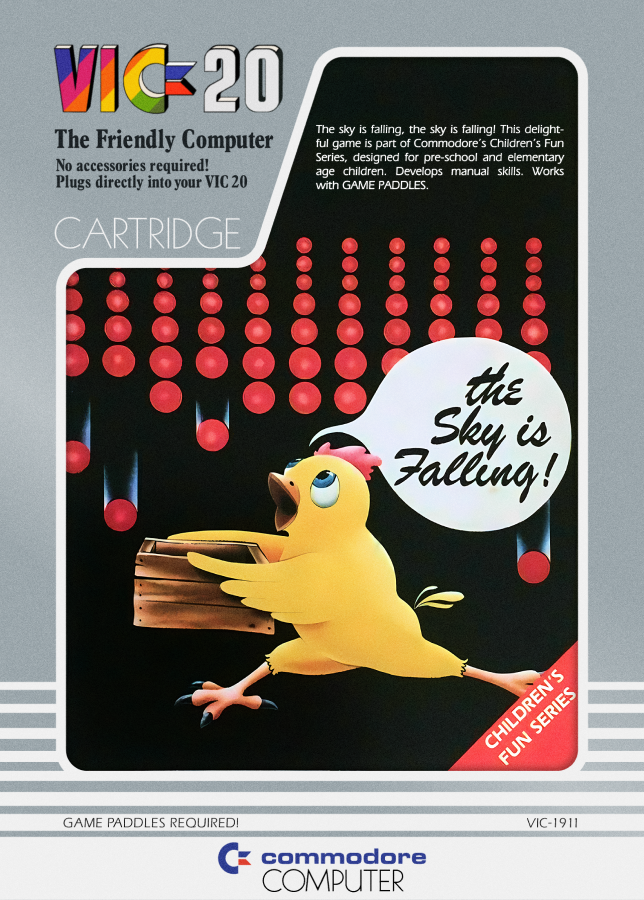 VIC-20
The Friendly Computer
No accessories required!
Plugs directly into your VIC 20
CARTRIDGE
The sky is falling, the sky is falling! This delight-
ful game is part of Commodore's Children's Fun
Series, designed for pre-school and elementary
age children. Develops manual skills. Works
with GAME PADDLES.
the
Sky is
Falling!
CHILDREN'S
FUN SERIES
GAME PADDLES REQUIRED!
VIC-1911
commodore
COMPUTER